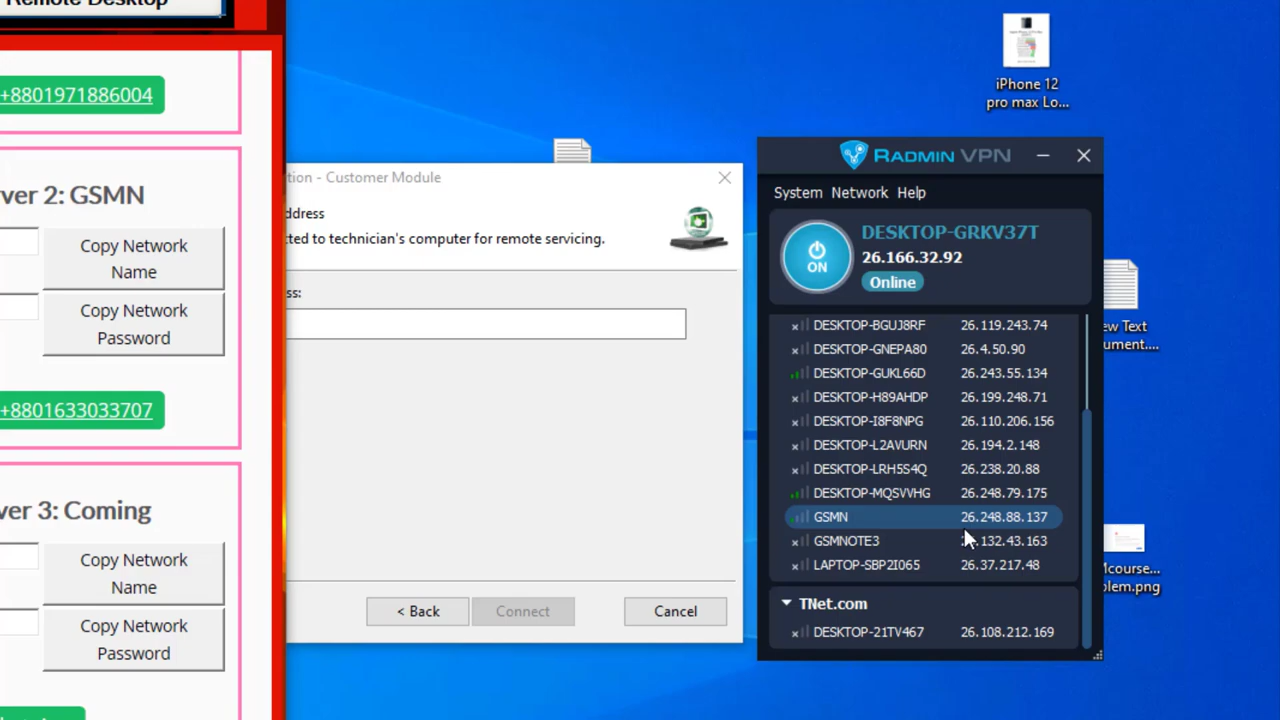 Remote Desktop
+8801971886004
ver 2: GSMN
Copy Network
Name
Copy Network
Password
+8801633033707
ver 3: Coming
Copy Network
Name
Copy Network
Password
tion - Customer Module
ddress
cted to technician's computer for remote servicing.
ss:
< Back
Connect
Cancel
iPhone 12
pro max Lo...
RADMIN VPN
System Network Help
ON
DESKTOP-GRKV37T
26.166.32.92
Online
DESKTOP-BGUJ8RF 26.119.243.74
DESKTOP-GNEPA80 26.4.50.90
DESKTOP-GUKL66D 26.243.55.134
DESKTOP-H89AHDP 26.199.248.71
DESKTOP-I8F8NPG 26.110.206.156
DESKTOP-L2AVURN 26.194.2.148
DESKTOP-LRH5S4Q 26.238.20.88
DESKTOP-MQSVVHG 26.248.79.175
GSMN 26.248.88.137
GSMNOTE3 .132.43.163
LAPTOP-SBP2I065 26.37.217.48
TNet.com
DESKTOP-21TV467 26.108.212.169
ew Text
ument....
course...
blem.png